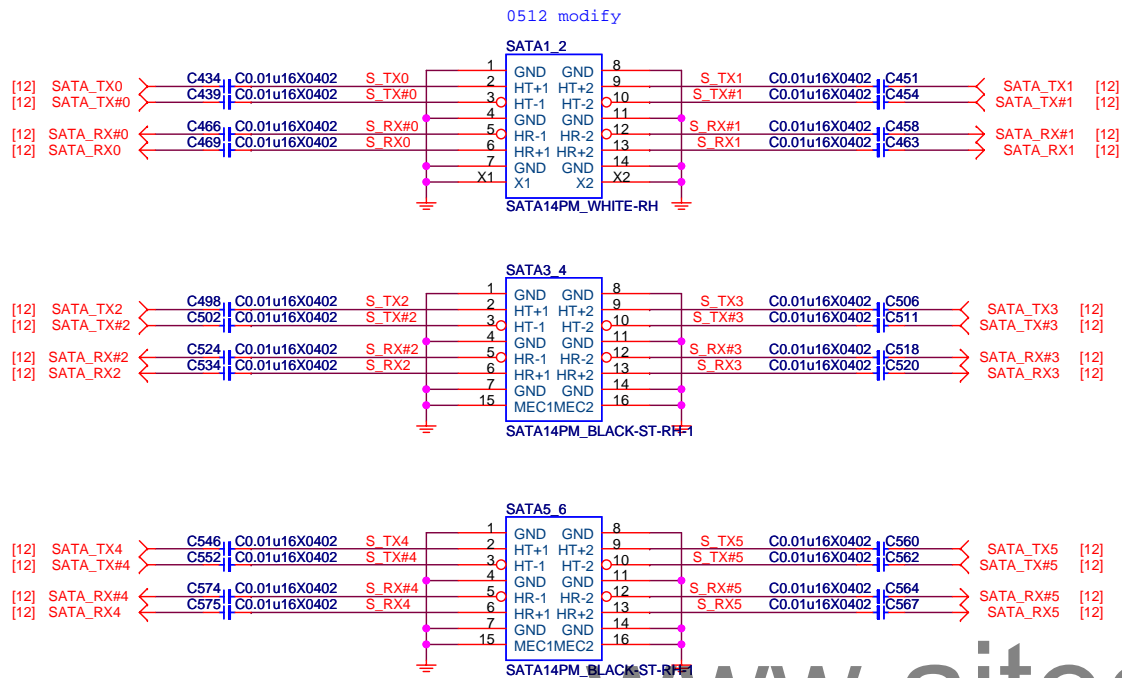 0512 modify
SATA1_2
1 GND GND 8
[12] SATA_TX0 C434 C0.01u16X0402 S_TX0 2 HT+1 HT+2 9 S_TX1 C0.01u16X0402 C451 SATA_TX1 [12]
[12] SATA_TX#0 C439 C0.01u16X0402 S_TX#0 3 HT-1 HT-2 10 S_TX#1 C0.01u16X0402 C454 SATA_TX#1 [12]
4 GND GND 11
[12] SATA_RX#0 C466 C0.01u16X0402 S_RX#0 5 HR-1 HR-2 12 S_RX#1 C0.01u16X0402 C458 SATA_RX#1 [12]
[12] SATA_RX0 C469 C0.01u16X0402 S_RX0 6 HR+1 HR+2 13 S_RX1 C0.01u16X0402 C463 SATA_RX1 [12]
7 GND GND 14
X1 X1 X2 X2
SATA14PM_WHITE-RH
SATA3_4
1 GND GND 8
[12] SATA_TX2 C498 C0.01u16X0402 S_TX2 2 HT+1 HT+2 9 S_TX3 C0.01u16X0402 C506 SATA_TX3 [12]
[12] SATA_TX#2 C502 C0.01u16X0402 S_TX#2 3 HT-1 HT-2 10 S_TX#3 C0.01u16X0402 C511 SATA_TX#3 [12]
4 GND GND 11
[12] SATA_RX#2 C524 C0.01u16X0402 S_RX#2 5 HR-1 HR-2 12 S_RX#3 C0.01u16X0402 C518 SATA_RX#3 [12]
[12] SATA_RX2 C534 C0.01u16X0402 S_RX2 6 HR+1 HR+2 13 S_RX3 C0.01u16X0402 C520 SATA_RX3 [12]
7 GND GND 14
15 MEC1 MEC2 16
SATA14PM_BLACK-ST-RH-1
SATA5_6
1 GND GND 8
[12] SATA_TX4 C546 C0.01u16X0402 S_TX4 2 HT+1 HT+2 9 S_TX5 C0.01u16X0402 C560 SATA_TX5 [12]
[12] SATA_TX#4 C552 C0.01u16X0402 S_TX#4 3 HT-1 HT-2 10 S_TX#5 C0.01u16X0402 C562 SATA_TX#5 [12]
4 GND GND 11
[12] SATA_RX#4 C574 C0.01u16X0402 S_RX#4 5 HR-1 HR-2 12 S_RX#5 C0.01u16X0402 C564 SATA_RX#5 [12]
[12] SATA_RX4 C575 C0.01u16X0402 S_RX4 6 HR+1 HR+2 13 S_RX5 C0.01u16X0402 C567 SATA_RX5 [12]
7 GND GND 14
15 MEC1 MEC2 16
SATA14PM_BLACK-ST-RH-1